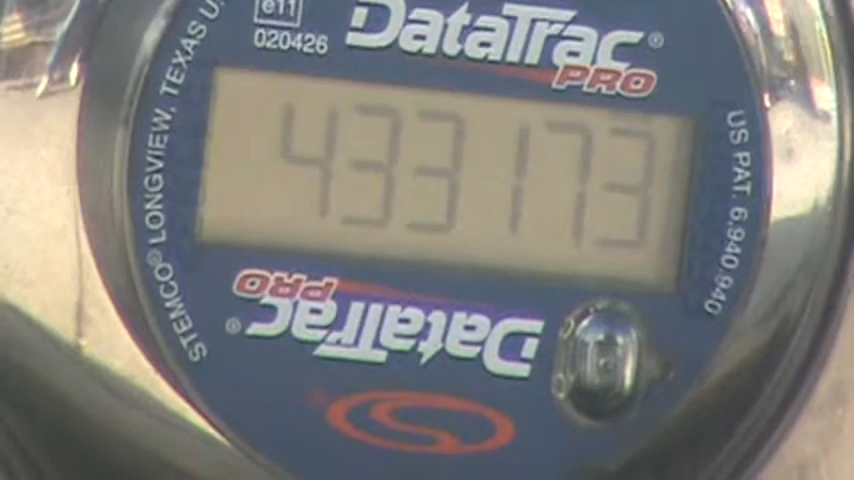 e11
020426
DataTrac®
PRO
433173
STEMCO® LONGVIEW, TEXAS U.
US PAT. 6,940,940
DataTrac®
PRO